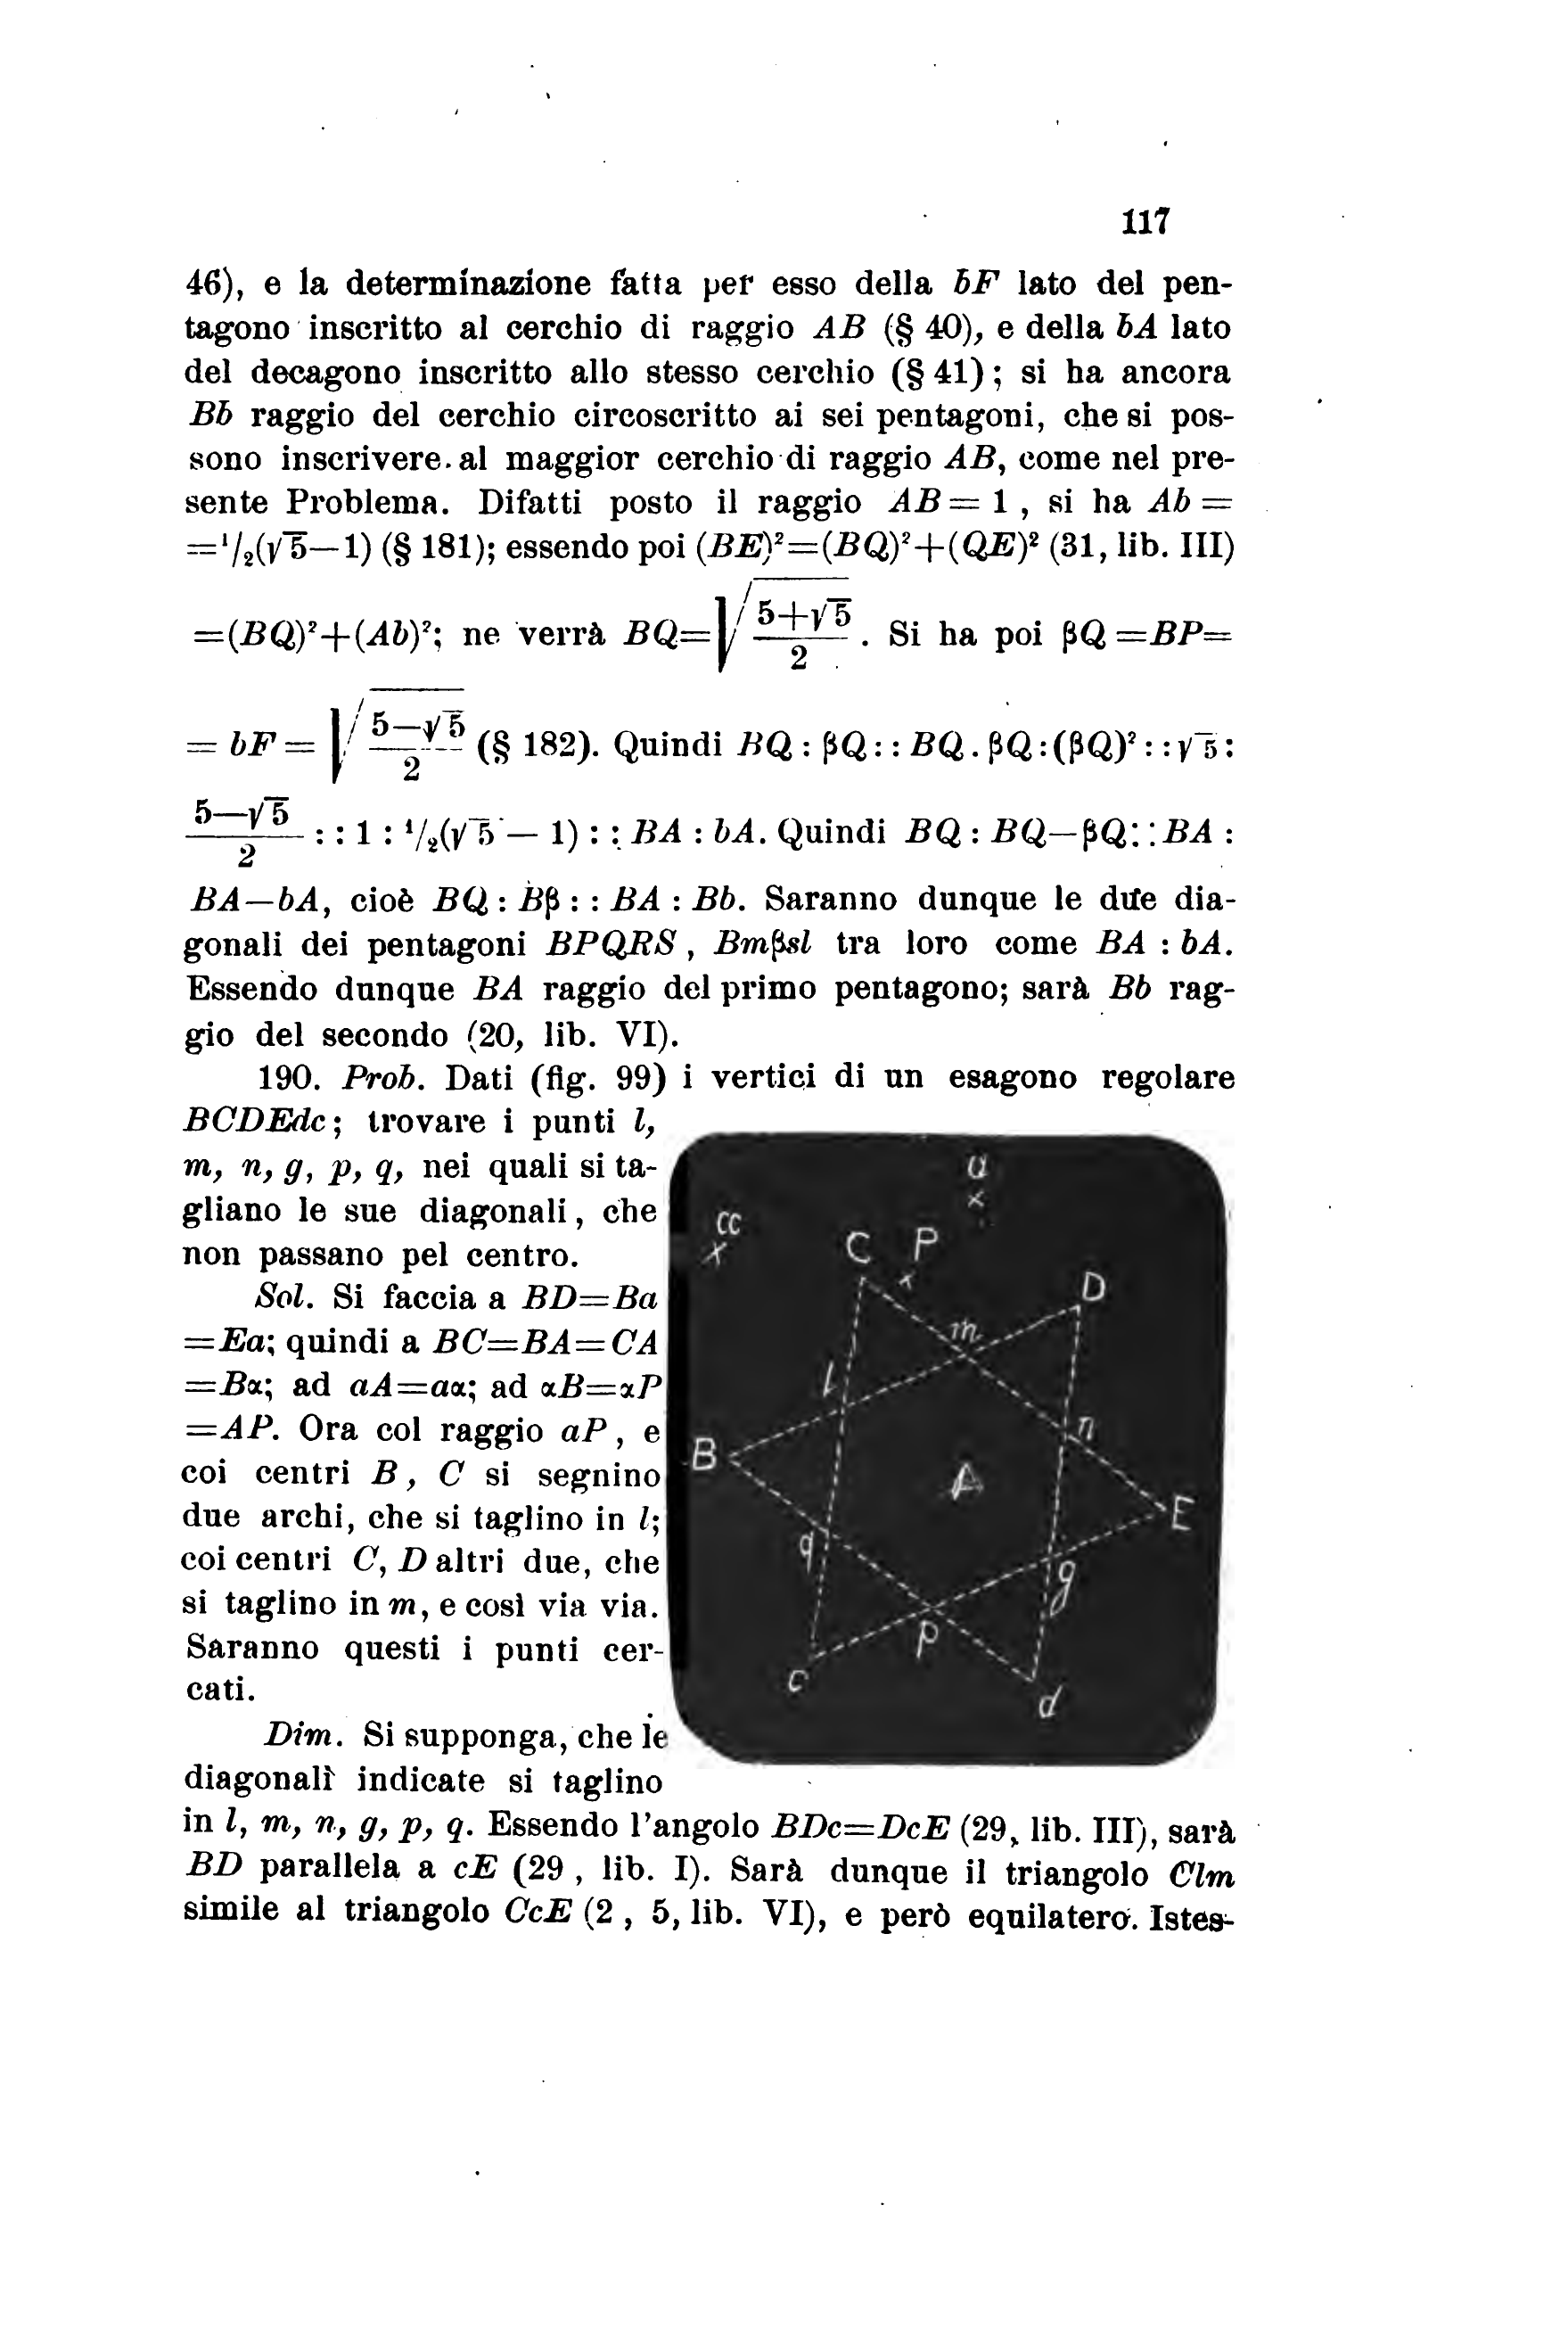 117
46), e la determinazione fatta per esso della bF lato del pen-
tagono inscritto al cerchio di raggio AB (§ 40), e della bA lato
del decagono inscritto allo stesso cerchio (§ 41); si ha ancora
Bb raggio del cerchio circoscritto ai sei pentagoni, che si pos-
sono inscrivere al maggior cerchio di raggio AB, come nel pre-
sente Problema. Difatti posto il raggio AB = 1, si ha Ab =
=¹/₂(√5—1) (§ 181); essendo poi (BE)²=(BQ)²+(QE)² (31, lib. III)
=(BQ)²+(Ab)²; ne verrà BQ=√((5+√5)/2). Si ha poi βQ=BP=
= bF = √((5—√5)/2) (§ 182). Quindi BQ : βQ :: BQ . βQ : (βQ)² :: √5 :
(5—√5)/2 :: 1 : ¹/₂(√5 — 1) :: BA : bA. Quindi BQ : BQ—βQ :: BA :
BA—bA, cioè BQ : Bβ :: BA : Bb. Saranno dunque le due dia-
gonali dei pentagoni BPQRS, Bmβsl tra loro come BA : bA.
Essendo dunque BA raggio del primo pentagono; sarà Bb rag-
gio del secondo (20, lib. VI).
190. Prob. Dati (fig. 99) i vertici di un esagono regolare
BCDEdc; trovare i punti l,
m, n, g, p, q, nei quali si ta-
gliano le sue diagonali, che
non passano pel centro.
Sol. Si faccia a BD=Ba
=Ea; quindi a BC=BA=CA
=Bα; ad aA=aα; ad αB=αP
=AP. Ora col raggio aP, e
coi centri B, C si segnino
due archi, che si taglino in l;
coi centri C, D altri due, che
si taglino in m, e così via via.
Saranno questi i punti cer-
cati.
Dim. Si supponga, che le
diagonali indicate si taglino
in l, m, n, g, p, q. Essendo l'angolo BDc=DcE (29, lib. III), sarà
BD parallela a cE (29, lib. I). Sarà dunque il triangolo Clm
simile al triangolo CcE (2, 5, lib. VI), e però equilatero. Istes-
a
cc
C P
D
m
l
n
B
A
E
q
g
p
c
d